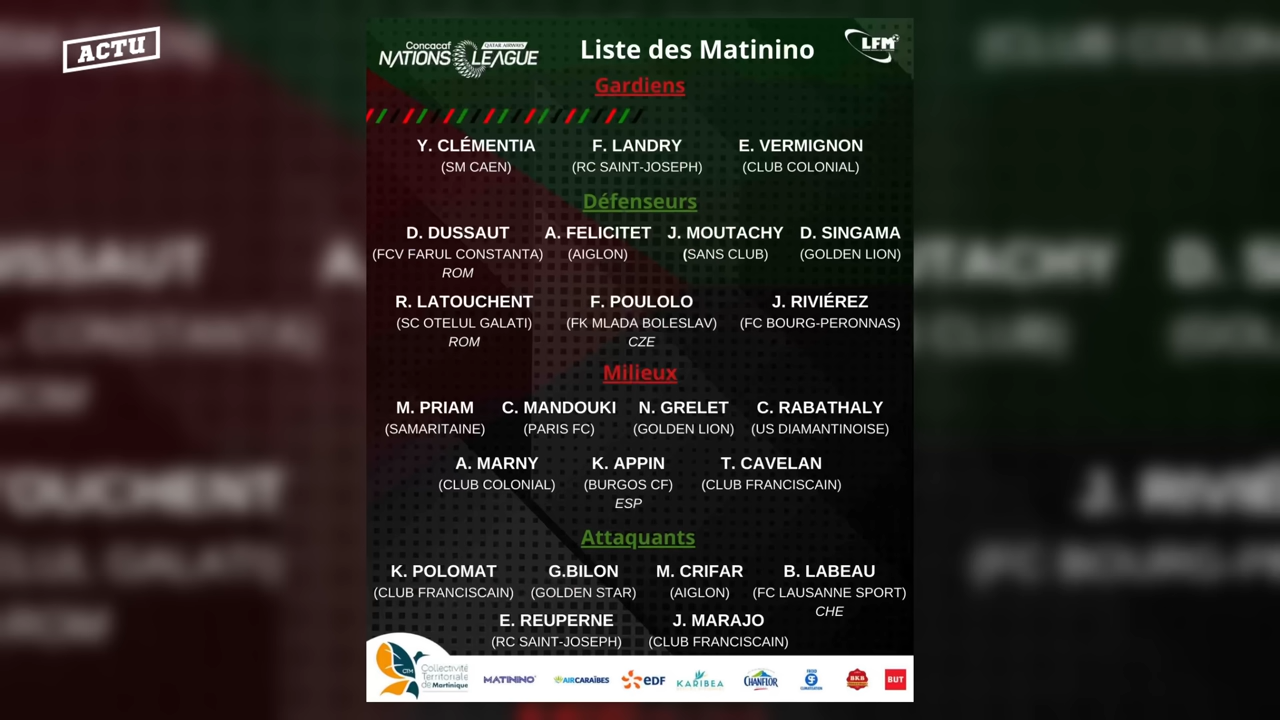 ACTU
Concacaf
NATIONS LEAGUE
QATAR AIRWAYS
Liste des Matinino
LFM
Gardiens
Y. CLÉMENTIA F. LANDRY E. VERMIGNON
(SM CAEN) (RC SAINT-JOSEPH) (CLUB COLONIAL)
Défenseurs
D. DUSSAUT A. FELICITET J. MOUTACHY D. SINGAMA
(FCV FARUL CONSTANTA) (AIGLON) (SANS CLUB) (GOLDEN LION)
ROM
R. LATOUCHENT F. POULOLO J. RIVIÉREZ
(SC OTELUL GALATI) (FK MLADA BOLESLAV) (FC BOURG-PERONNAS)
ROM CZE
Milieux
M. PRIAM C. MANDOUKI N. GRELET C. RABATHALY
(SAMARITAINE) (PARIS FC) (GOLDEN LION) (US DIAMANTINOISE)
A. MARNY K. APPIN T. CAVELAN
(CLUB COLONIAL) (BURGOS CF) (CLUB FRANCISCAIN)
ESP
Attaquants
K. POLOMAT G.BILON M. CRIFAR B. LABEAU
(CLUB FRANCISCAIN) (GOLDEN STAR) (AIGLON) (FC LAUSANNE SPORT)
CHE
E. REUPERNE J. MARAJO
(RC SAINT-JOSEPH) (CLUB FRANCISCAIN)
CTM
Collectivité
Territoriale
de Martinique
MATININO AIRCARAÏBES eDF KARIBEA CHANFLOR BKB BUT